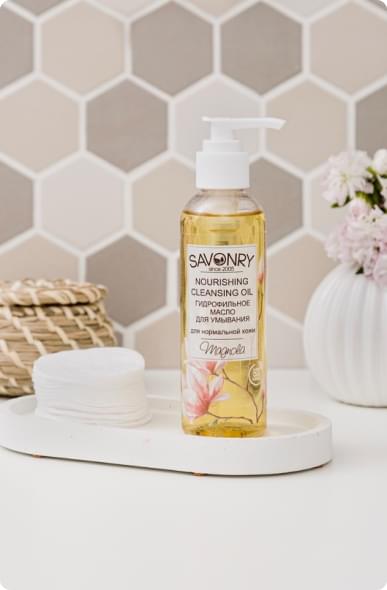 SAVONRY
since 2005
NOURISHING
CLEANSING OIL
ГИДРОФИЛЬНОЕ
МАСЛО
ДЛЯ УМЫВАНИЯ
для нормальной кожи
Magnolia